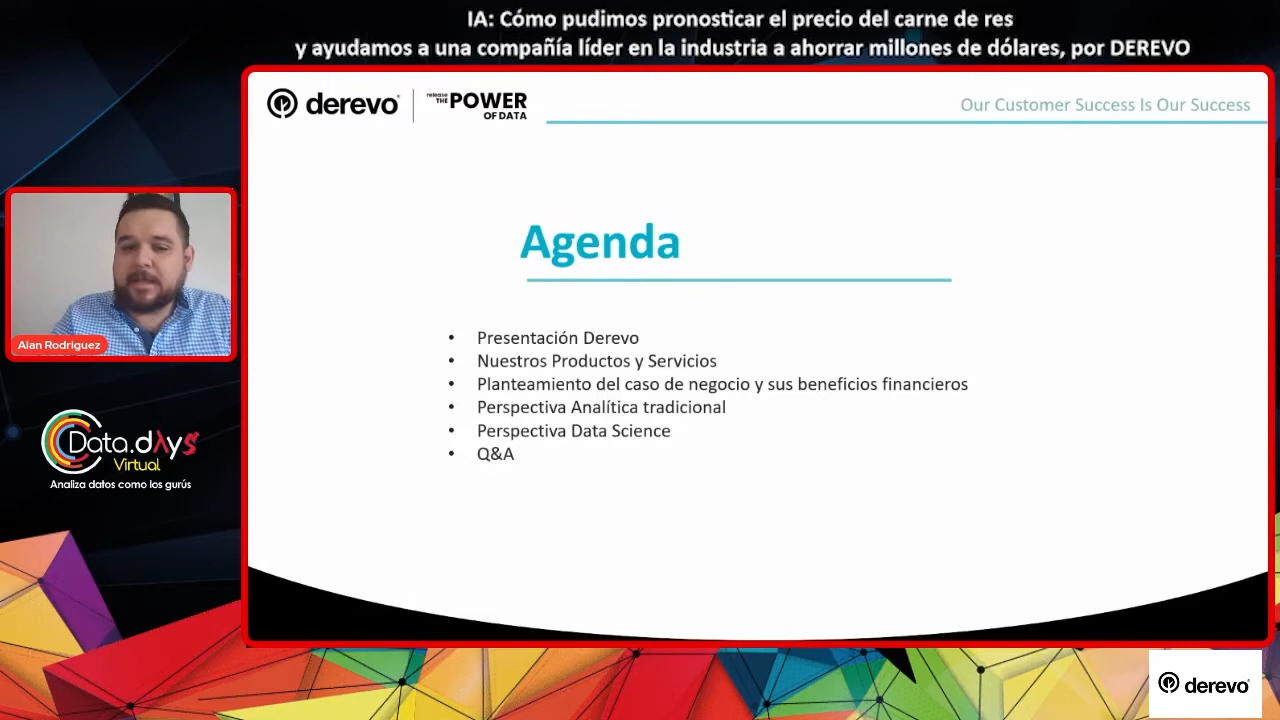 IA: Cómo pudimos pronosticar el precio del carne de res
y ayudamos a una compañía líder en la industria a ahorrar millones de dólares, por DEREVO
derevo
release THE POWER OF DATA
Our Customer Success Is Our Success
Agenda
• Presentación Derevo
• Nuestros Productos y Servicios
• Planteamiento del caso de negocio y sus beneficios financieros
• Perspectiva Analítica tradicional
• Perspectiva Data Science
• Q&A
Alan Rodriguez
Data.dAys
Virtual
Analiza datos como los gurús
derevo